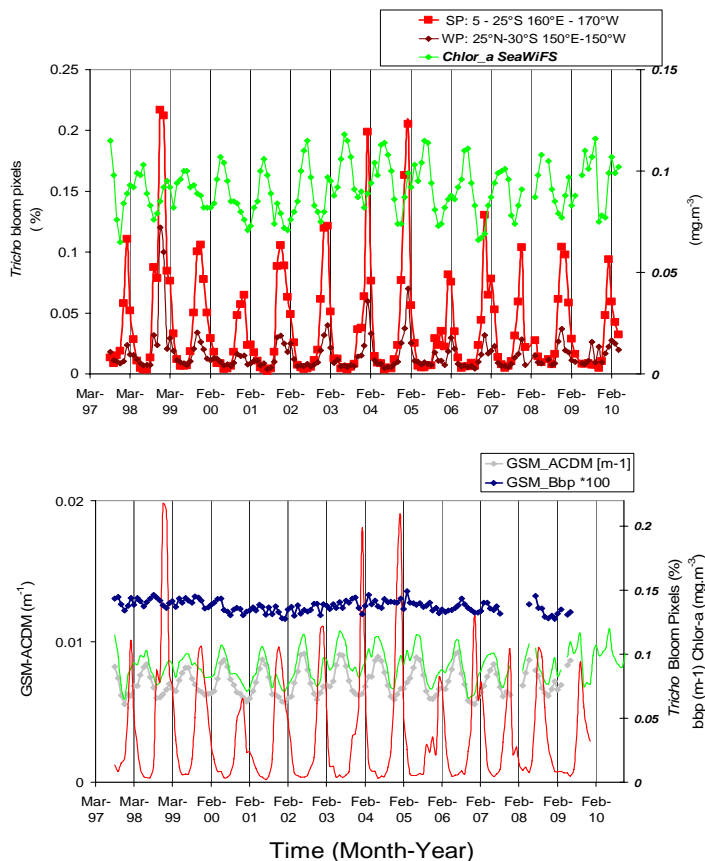 SP: 5 - 25°S 160°E - 170°W
WP: 25°N-30°S 150°E-150°W
Chlor_a SeaWiFS
0.25
0.2
0.15
0.1
0.05
0
Tricho bloom pixels
( %)
0.15
0.1
0.05
0
(mg.m-3)
Mar-97
Mar-98
Mar-99
Feb-00
Feb-01
Feb-02
Feb-03
Feb-04
Feb-05
Feb-06
Feb-07
Feb-08
Feb-09
Feb-10
GSM_ACDM [m-1]
GSM_Bbp *100
0.02
0.01
0
GSM-ACDM (m-1)
0.2
0.15
0.1
0.05
0
Tricho Bloom Pixels (%)
bbp (m-1) Chlor-a (mg.m-3)
Mar-97
Mar-98
Mar-99
Feb-00
Feb-01
Feb-02
Feb-03
Feb-04
Feb-05
Feb-06
Feb-07
Feb-08
Feb-09
Feb-10
Time (Month-Year)